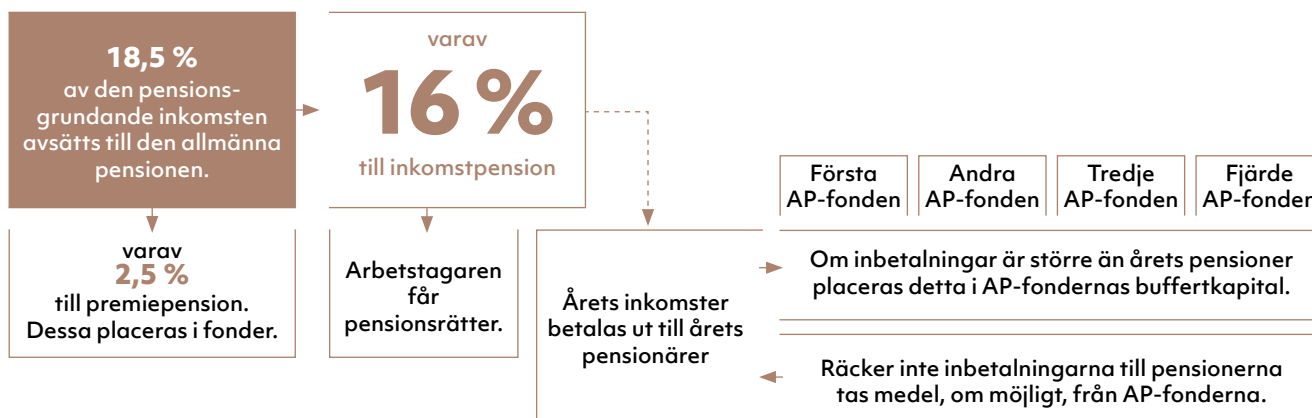 18,5 %
av den pensions-
grundande inkomsten
avsätts till den allmänna
pensionen.
varav
16 %
till inkomstpension
varav
2,5 %
till premiepension.
Dessa placeras i fonder.
Arbetstagaren
får
pensionsrätter.
Årets inkomster
betalas ut till årets
pensionärer
Första
AP-fonden
Andra
AP-fonden
Tredje
AP-fonden
Fjärde
AP-fonden
Om inbetalningar är större än årets pensioner
placeras detta i AP-fondernas buffertkapital.
Räcker inte inbetalningarna till pensionerna
tas medel, om möjligt, från AP-fonderna.